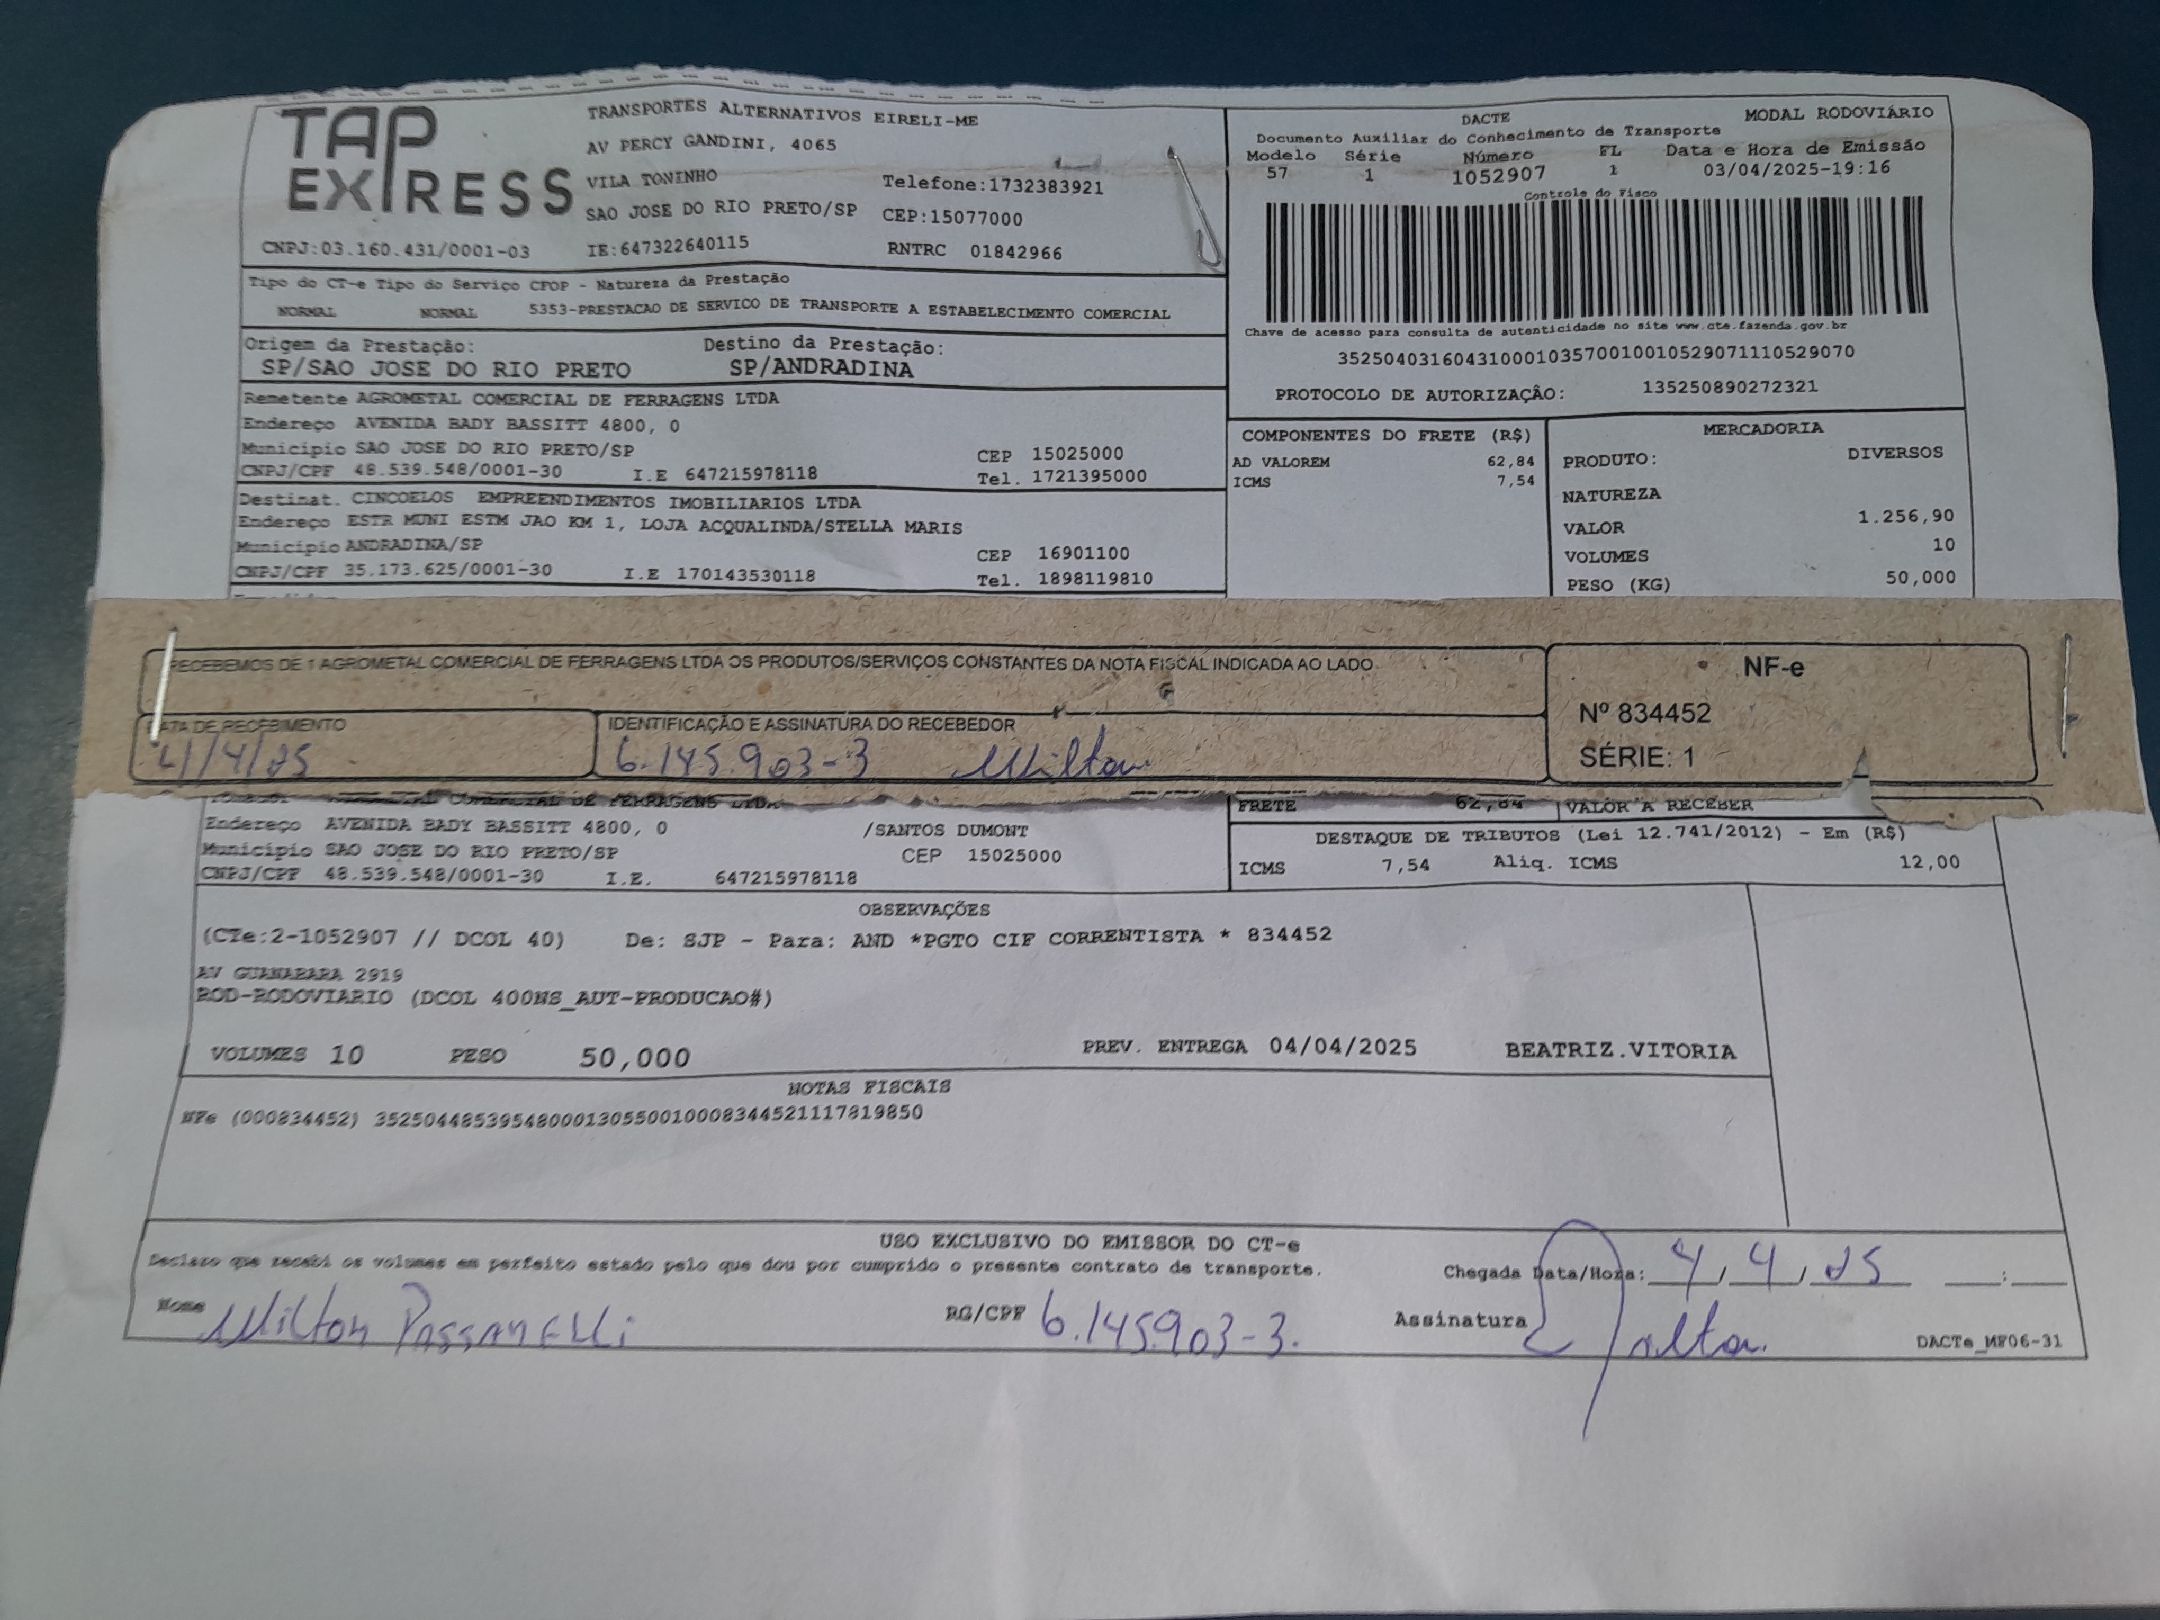 TAP
EXPRESS
TRANSPORTES ALTERNATIVOS EIRELI-ME
AV PERCY GANDINI, 4065
VILA TONINHO Telefone:1732383921
SAO JOSE DO RIO PRETO/SP CEP:15077000
CNPJ:03.160.431/0001-03 IE:647322640115 RNTRC 01842966
DACTE MODAL RODOVIÁRIO
Documento Auxiliar do Conhecimento de Transporte
Modelo Série Número FL Data e Hora de Emissão
57 1 1052907 1 03/04/2025-19:16
Controle do Fisco
Chave de acesso para consulta de autenticidade no site www.cte.fazenda.gov.br
35250403160431000103570010010529071110529070
PROTOCOLO DE AUTORIZAÇÃO: 135250890272321
Tipo do CT-e Tipo do Serviço CFOP - Natureza da Prestação
NORMAL NORMAL 5353-PRESTACAO DE SERVICO DE TRANSPORTE A ESTABELECIMENTO COMERCIAL
Origem da Prestação: Destino da Prestação:
SP/SAO JOSE DO RIO PRETO SP/ANDRADINA
Remetente AGROMETAL COMERCIAL DE FERRAGENS LTDA
Endereço AVENIDA BADY BASSITT 4800, 0
Município SAO JOSE DO RIO PRETO/SP CEP 15025000
CNPJ/CPF 48.539.548/0001-30 I.E 647215978118 Tel. 1721395000
Destinat. CINCOELOS EMPREENDIMENTOS IMOBILIARIOS LTDA
Endereço ESTR MUNI ESTM JAO KM 1, LOJA ACQUALINDA/STELLA MARIS
Município ANDRADINA/SP CEP 16901100
CNPJ/CPF 35.173.625/0001-30 I.E 170143530118 Tel. 1898119810
COMPONENTES DO FRETE (R$)
AD VALOREM 62,84
ICMS 7,54
MERCADORIA
PRODUTO: DIVERSOS
NATUREZA
VALOR 1.256,90
VOLUMES 10
PESO (KG) 50,000
RECEBEMOS DE 1 AGROMETAL COMERCIAL DE FERRAGENS LTDA OS PRODUTOS/SERVIÇOS CONSTANTES DA NOTA FISCAL INDICADA AO LADO
DATA DE RECEBIMENTO IDENTIFICAÇÃO E ASSINATURA DO RECEBEDOR
4/4/25 6.145.903-3 Milton
NF-e
Nº 834452
SÉRIE: 1
AGROMETAL COMERCIAL DE FERRAGENS LTDA
Endereço AVENIDA BADY BASSITT 4800, 0 /SANTOS DUMONT
Município SAO JOSE DO RIO PRETO/SP CEP 15025000
CNPJ/CPF 48.539.548/0001-30 I.E. 647215978118
FRETE 62,84 VALOR A RECEBER
DESTAQUE DE TRIBUTOS (Lei 12.741/2012) - Em (R$)
ICMS 7,54 Aliq. ICMS 12,00
OBSERVAÇÕES
(CTe:2-1052907 // DCOL 40) De: SJP - Para: AND *PGTO CIF CORRENTISTA * 834452
AV GUANABARA 2919
ROD-RODOVIARIO (DCOL 400NS_AUT-PRODUCAO#)
VOLUMES 10 PESO 50,000 PREV. ENTREGA 04/04/2025 BEATRIZ.VITORIA
NOTAS FISCAIS
NFe (000834452) 35250448539548000130550010008344521117819850
USO EXCLUSIVO DO EMISSOR DO CT-e
Declaro que recebi os volumes em perfeito estado pelo que dou por cumprido o presente contrato de transporte.
Chegada Data/Hora: 4/4/25 :
Nome Milton Passanelli RG/CPF 6.145.903-3. Assinatura
DACTe_MF06-31